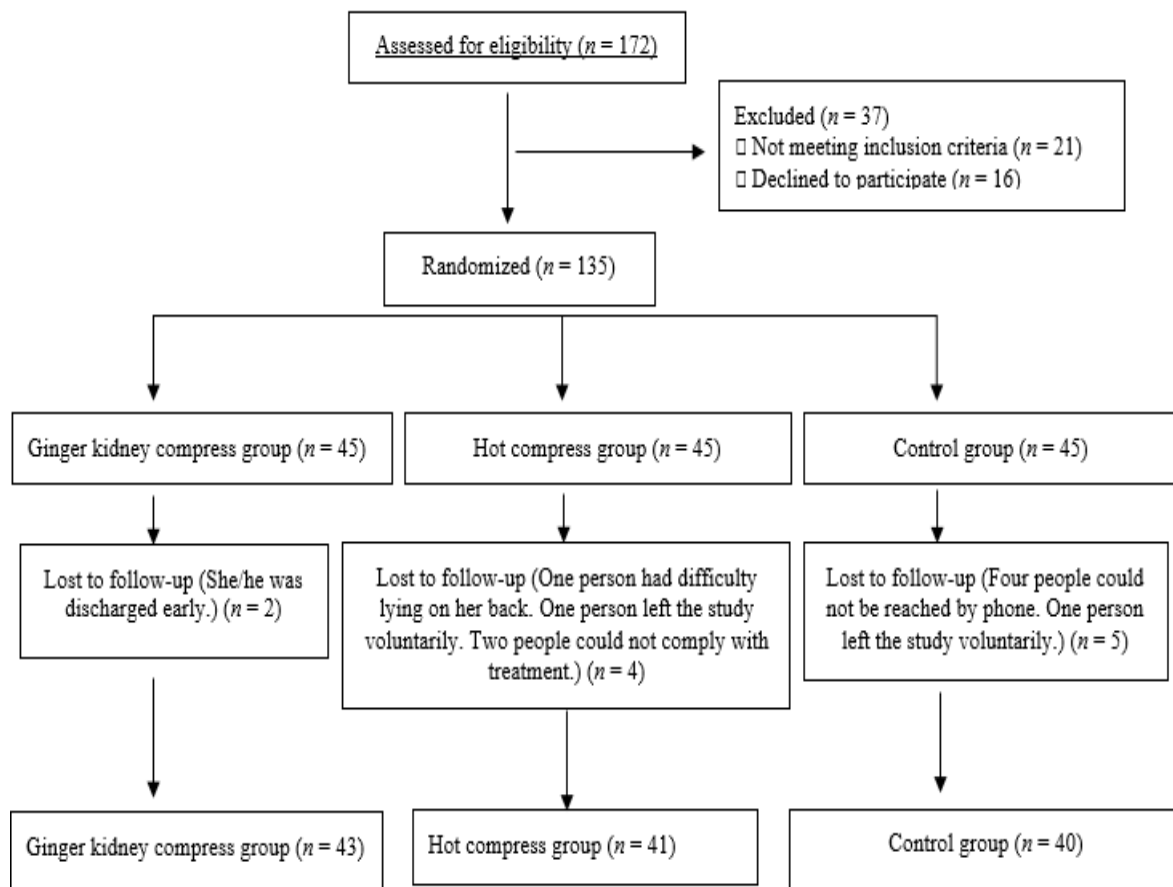 Assessed for eligibility (n = 172)
Excluded (n = 37)
▯ Not meeting inclusion criteria (n = 21)
▯ Declined to participate (n = 16)
Randomized (n = 135)
Ginger kidney compress group (n = 45)
Hot compress group (n = 45)
Control group (n = 45)
Lost to follow-up (She/he was
discharged early.) (n = 2)
Lost to follow-up (One person had difficulty
lying on her back. One person left the study
voluntarily. Two people could not comply with
treatment.) (n = 4)
Lost to follow-up (Four people could
not be reached by phone. One person
left the study voluntarily.) (n = 5)
Ginger kidney compress group (n = 43)
Hot compress group (n = 41)
Control group (n = 40)